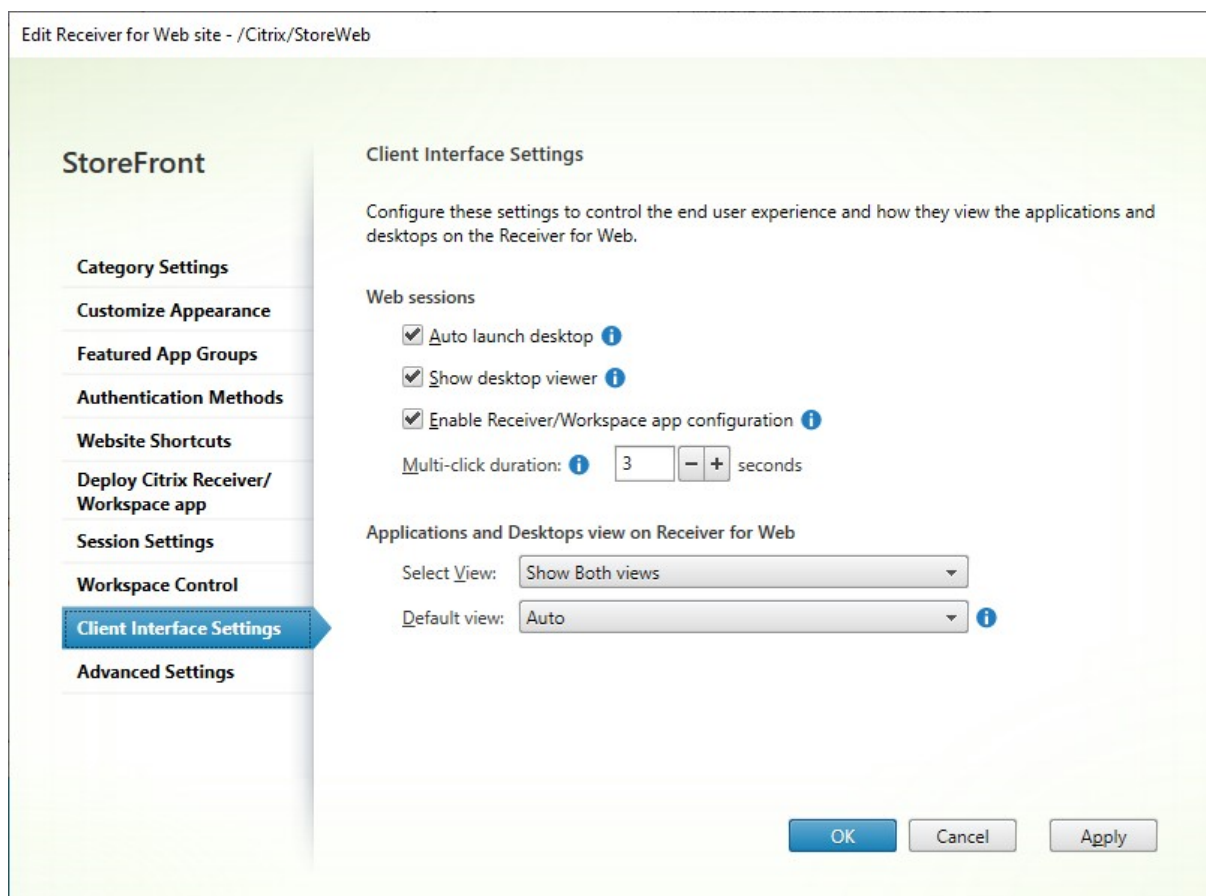 Edit Receiver for Web site - /Citrix/StoreWeb
StoreFront
Category Settings
Customize Appearance
Featured App Groups
Authentication Methods
Website Shortcuts
Deploy Citrix Receiver/
Workspace app
Session Settings
Workspace Control
Client Interface Settings
Advanced Settings
Client Interface Settings
Configure these settings to control the end user experience and how they view the applications and
desktops on the Receiver for Web.
Web sessions
Auto launch desktop
Show desktop viewer
Enable Receiver/Workspace app configuration
Multi-click duration: 3 seconds
Applications and Desktops view on Receiver for Web
Select View: Show Both views
Default view: Auto
OK Cancel Apply